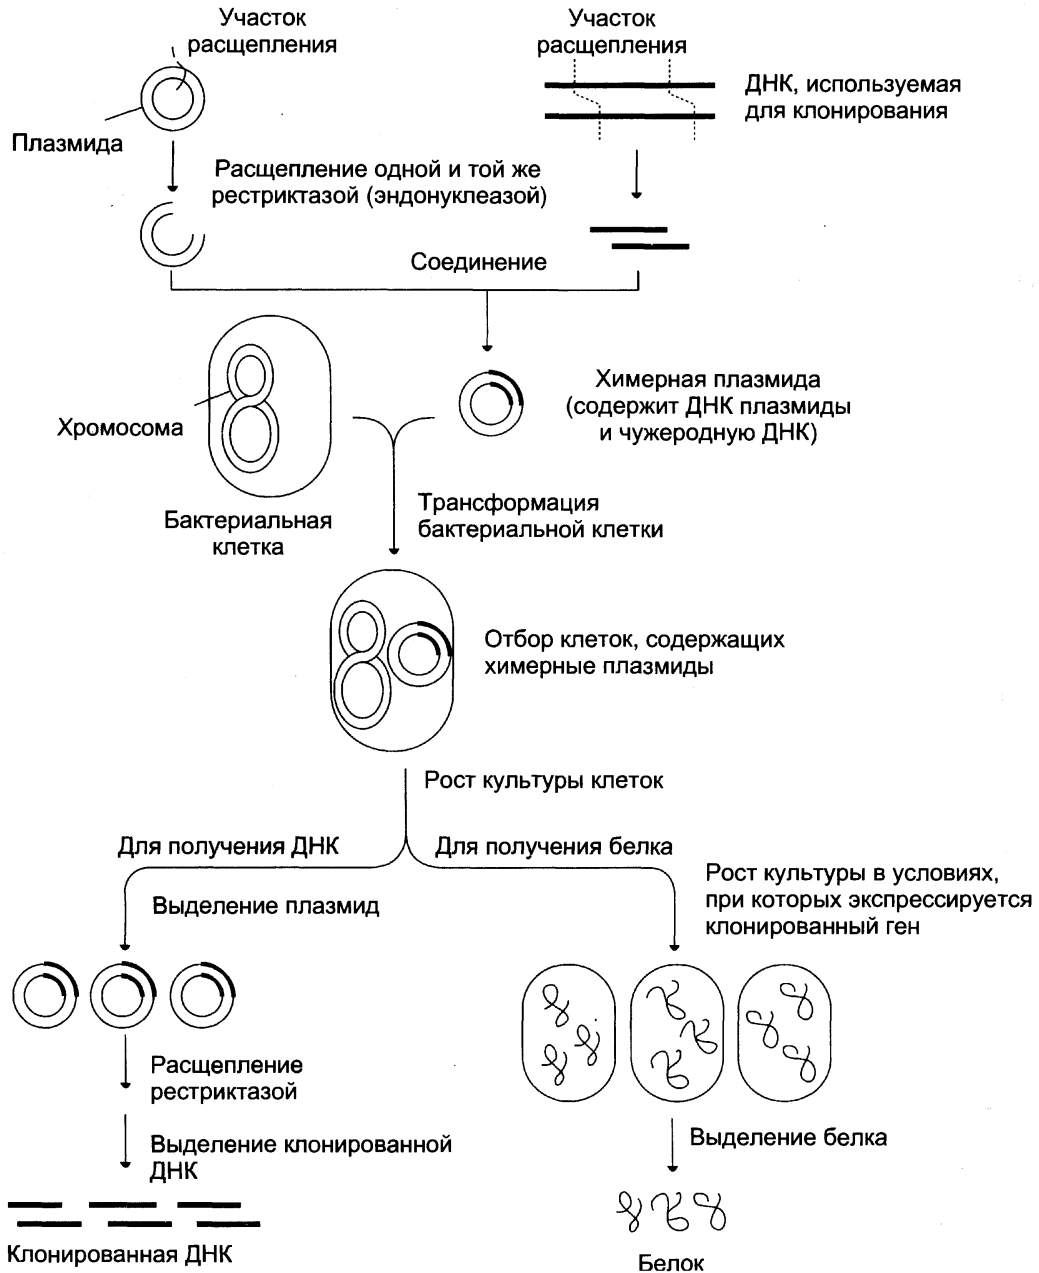 Участок
расщепления
Участок
расщепления
ДНК, используемая
для клонирования
Плазмида
Расщепление одной и той же
рестриктазой (эндонуклеазой)
Соединение
Химерная плазмида
(содержит ДНК плазмиды
и чужеродную ДНК)
Хромосома
Бактериальная
клетка
Трансформация
бактериальной клетки
Отбор клеток, содержащих
химерные плазмиды
Рост культуры клеток
Для получения ДНК
Для получения белка
Рост культуры в условиях,
при которых экспрессируется
клонированный ген
Выделение плазмид
Расщепление
рестриктазой
Выделение клонированной
ДНК
Выделение белка
Клонированная ДНК
Белок